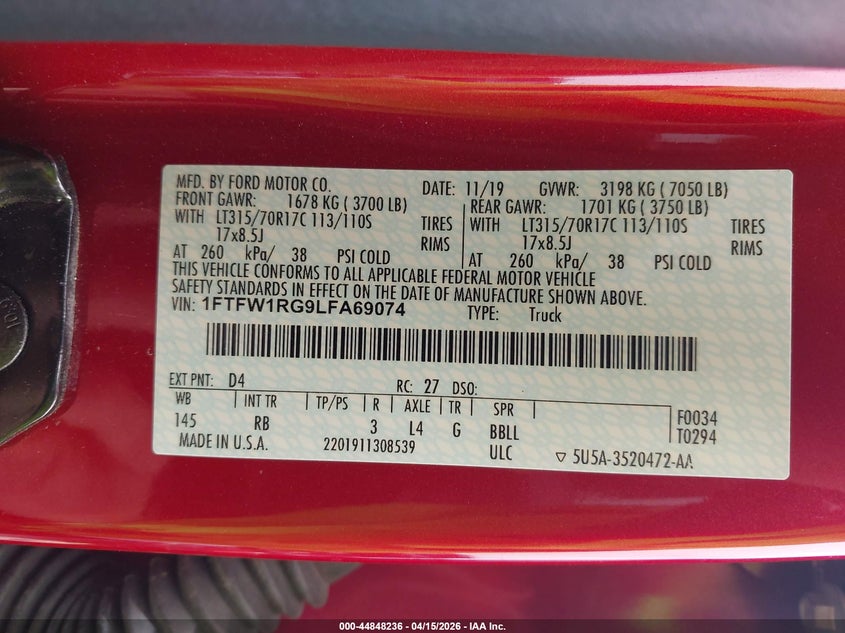 MFD. BY FORD MOTOR CO. DATE: 11/19 GVWR: 3198 KG ( 7050 LB)
FRONT GAWR: 1678 KG ( 3700 LB) REAR GAWR: 1701 KG ( 3750 LB)
WITH LT315/70R17C 113/110S TIRES WITH LT315/70R17C 113/110S TIRES
17x8.5J RIMS 17x8.5J RIMS
AT 260 kPa/ 38 PSI COLD AT 260 kPa/ 38 PSI COLD
THIS VEHICLE CONFORMS TO ALL APPLICABLE FEDERAL MOTOR VEHICLE
SAFETY STANDARDS IN EFFECT ON THE DATE OF MANUFACTURE SHOWN ABOVE.
VIN: 1FTFW1RG9LFA69074 TYPE: Truck
EXT PNT: D4 RC: 27 DSO:
WB INT TR TP/PS R AXLE TR SPR F0034
145 RB 3 L4 G BBLL T0294
MADE IN U.S.A. 2201911308539 ULC ▽ 5U5A-3520472-AA
000-44848236 - 04/15/2026 - IAA Inc.